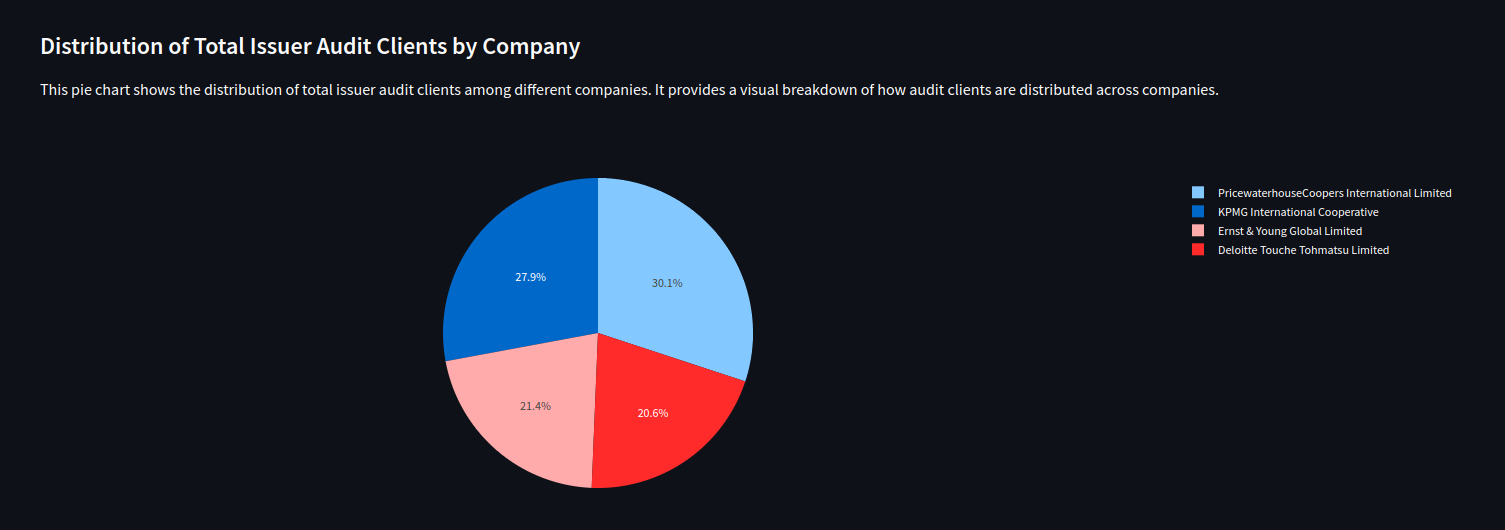 Distribution of Total Issuer Audit Clients by Company
This pie chart shows the distribution of total issuer audit clients among different companies. It provides a visual breakdown of how audit clients are distributed across companies.
PricewaterhouseCoopers International Limited
KPMG International Cooperative
Ernst & Young Global Limited
Deloitte Touche Tohmatsu Limited
27.9%
30.1%
21.4%
20.6%